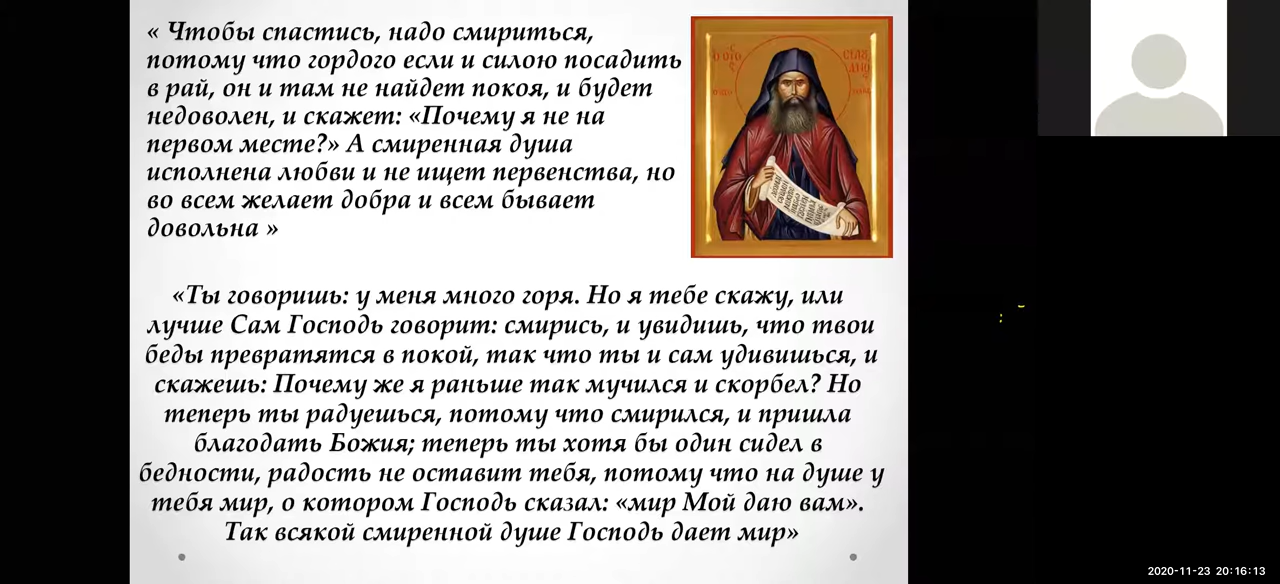 « Чтобы спастись, надо смириться,
потому что гордого если и силою посадить
в рай, он и там не найдет покоя, и будет
недоволен, и скажет: «Почему я не на
первом месте?» А смиренная душа
исполнена любви и не ищет первенства, но
во всем желает добра и всем бывает
довольна »
«Ты говоришь: у меня много горя. Но я тебе скажу, или
лучше Сам Господь говорит: смирись, и увидишь, что твои
беды превратятся в покой, так что ты и сам удивишься, и
скажешь: Почему же я раньше так мучился и скорбел? Но
теперь ты радуешься, потому что смирился, и пришла
благодать Божия; теперь ты хотя бы один сидел в
бедности, радость не оставит тебя, потому что на душе у
тебя мир, о котором Господь сказал: «мир Мой даю вам».
Так всякой смиренной душе Господь дает мир»
2020-11-23 20:16:13